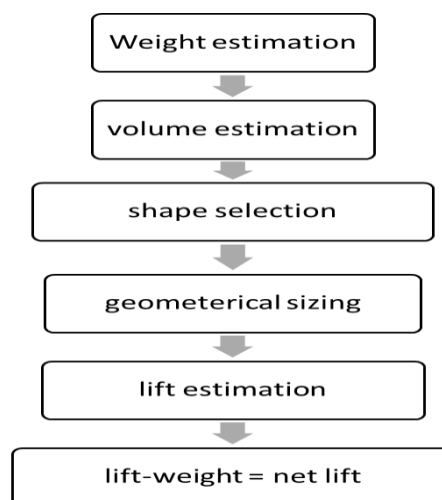 Weight estimation
volume estimation
shape selection
geometerical sizing
lift estimation
lift-weight = net lift